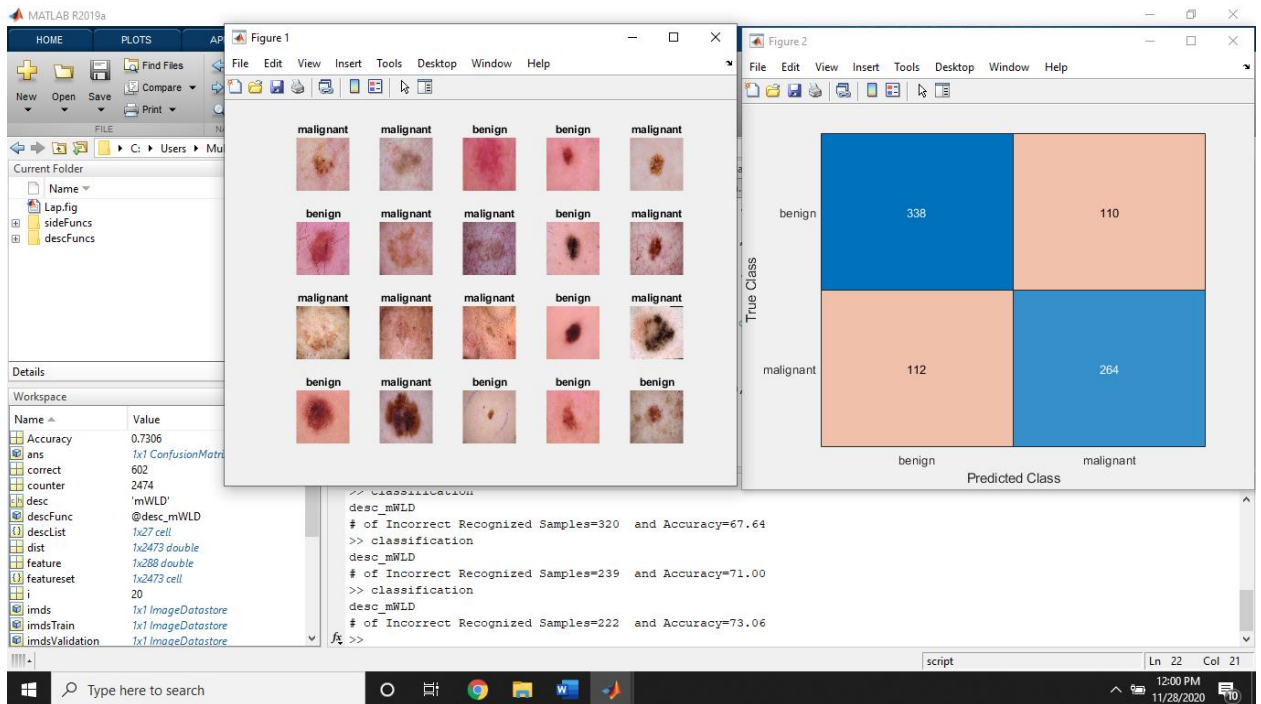 MATLAB R2019a
HOME PLOTS AP
New Open Save Find Files Compare Print
FILE
C: ▸ Users ▸ Mul
Current Folder
Name
Lap.fig
sideFuncs
descFuncs
Details
Workspace
Name Value
Accuracy 0.7306
ans 1x1 ConfusionMatri
correct 602
counter 2474
desc 'mWLD'
descFunc @desc_mWLD
descList 1x27 cell
dist 1x2473 double
feature 1x288 double
featureset 1x2473 cell
i 20
imds 1x1 ImageDatastore
imdsTrain 1x1 ImageDatastore
imdsValidation 1x1 ImageDatastore
Figure 1
File Edit View Insert Tools Desktop Window Help
malignant malignant benign benign malignant
benign malignant malignant benign malignant
malignant malignant malignant benign malignant
benign malignant benign benign benign
Figure 2
File Edit View Insert Tools Desktop Window Help
True Class
benign 338 110
malignant 112 264
benign malignant
Predicted Class
>> classification
desc_mWLD
# of Incorrect Recognized Samples=320 and Accuracy=67.64
>> classification
desc_mWLD
# of Incorrect Recognized Samples=239 and Accuracy=71.00
>> classification
desc_mWLD
# of Incorrect Recognized Samples=222 and Accuracy=73.06
fx >>
script Ln 22 Col 21
Type here to search
12:00 PM
11/28/2020
10